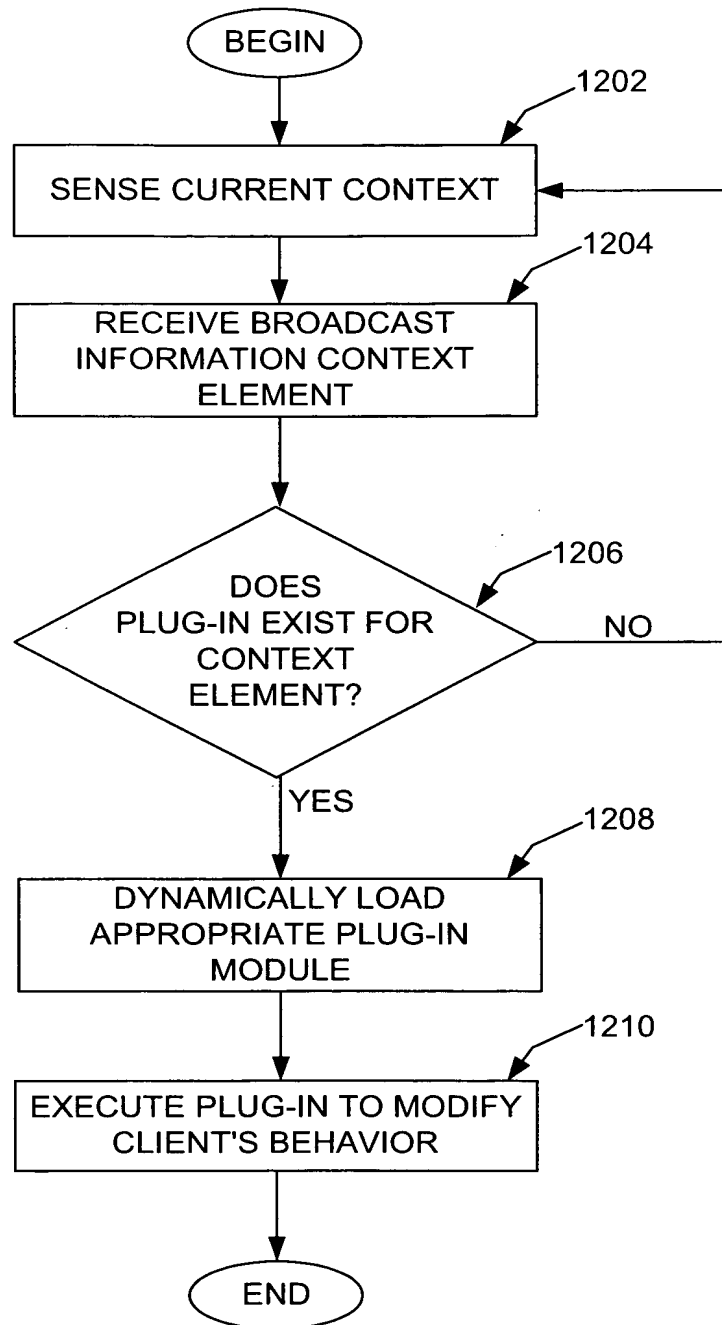 BEGIN
1202
SENSE CURRENT CONTEXT
1204
RECEIVE BROADCAST
INFORMATION CONTEXT
ELEMENT
1206
DOES
PLUG-IN EXIST FOR
CONTEXT
ELEMENT?
NO
YES
1208
DYNAMICALLY LOAD
APPROPRIATE PLUG-IN
MODULE
1210
EXECUTE PLUG-IN TO MODIFY
CLIENT'S BEHAVIOR
END